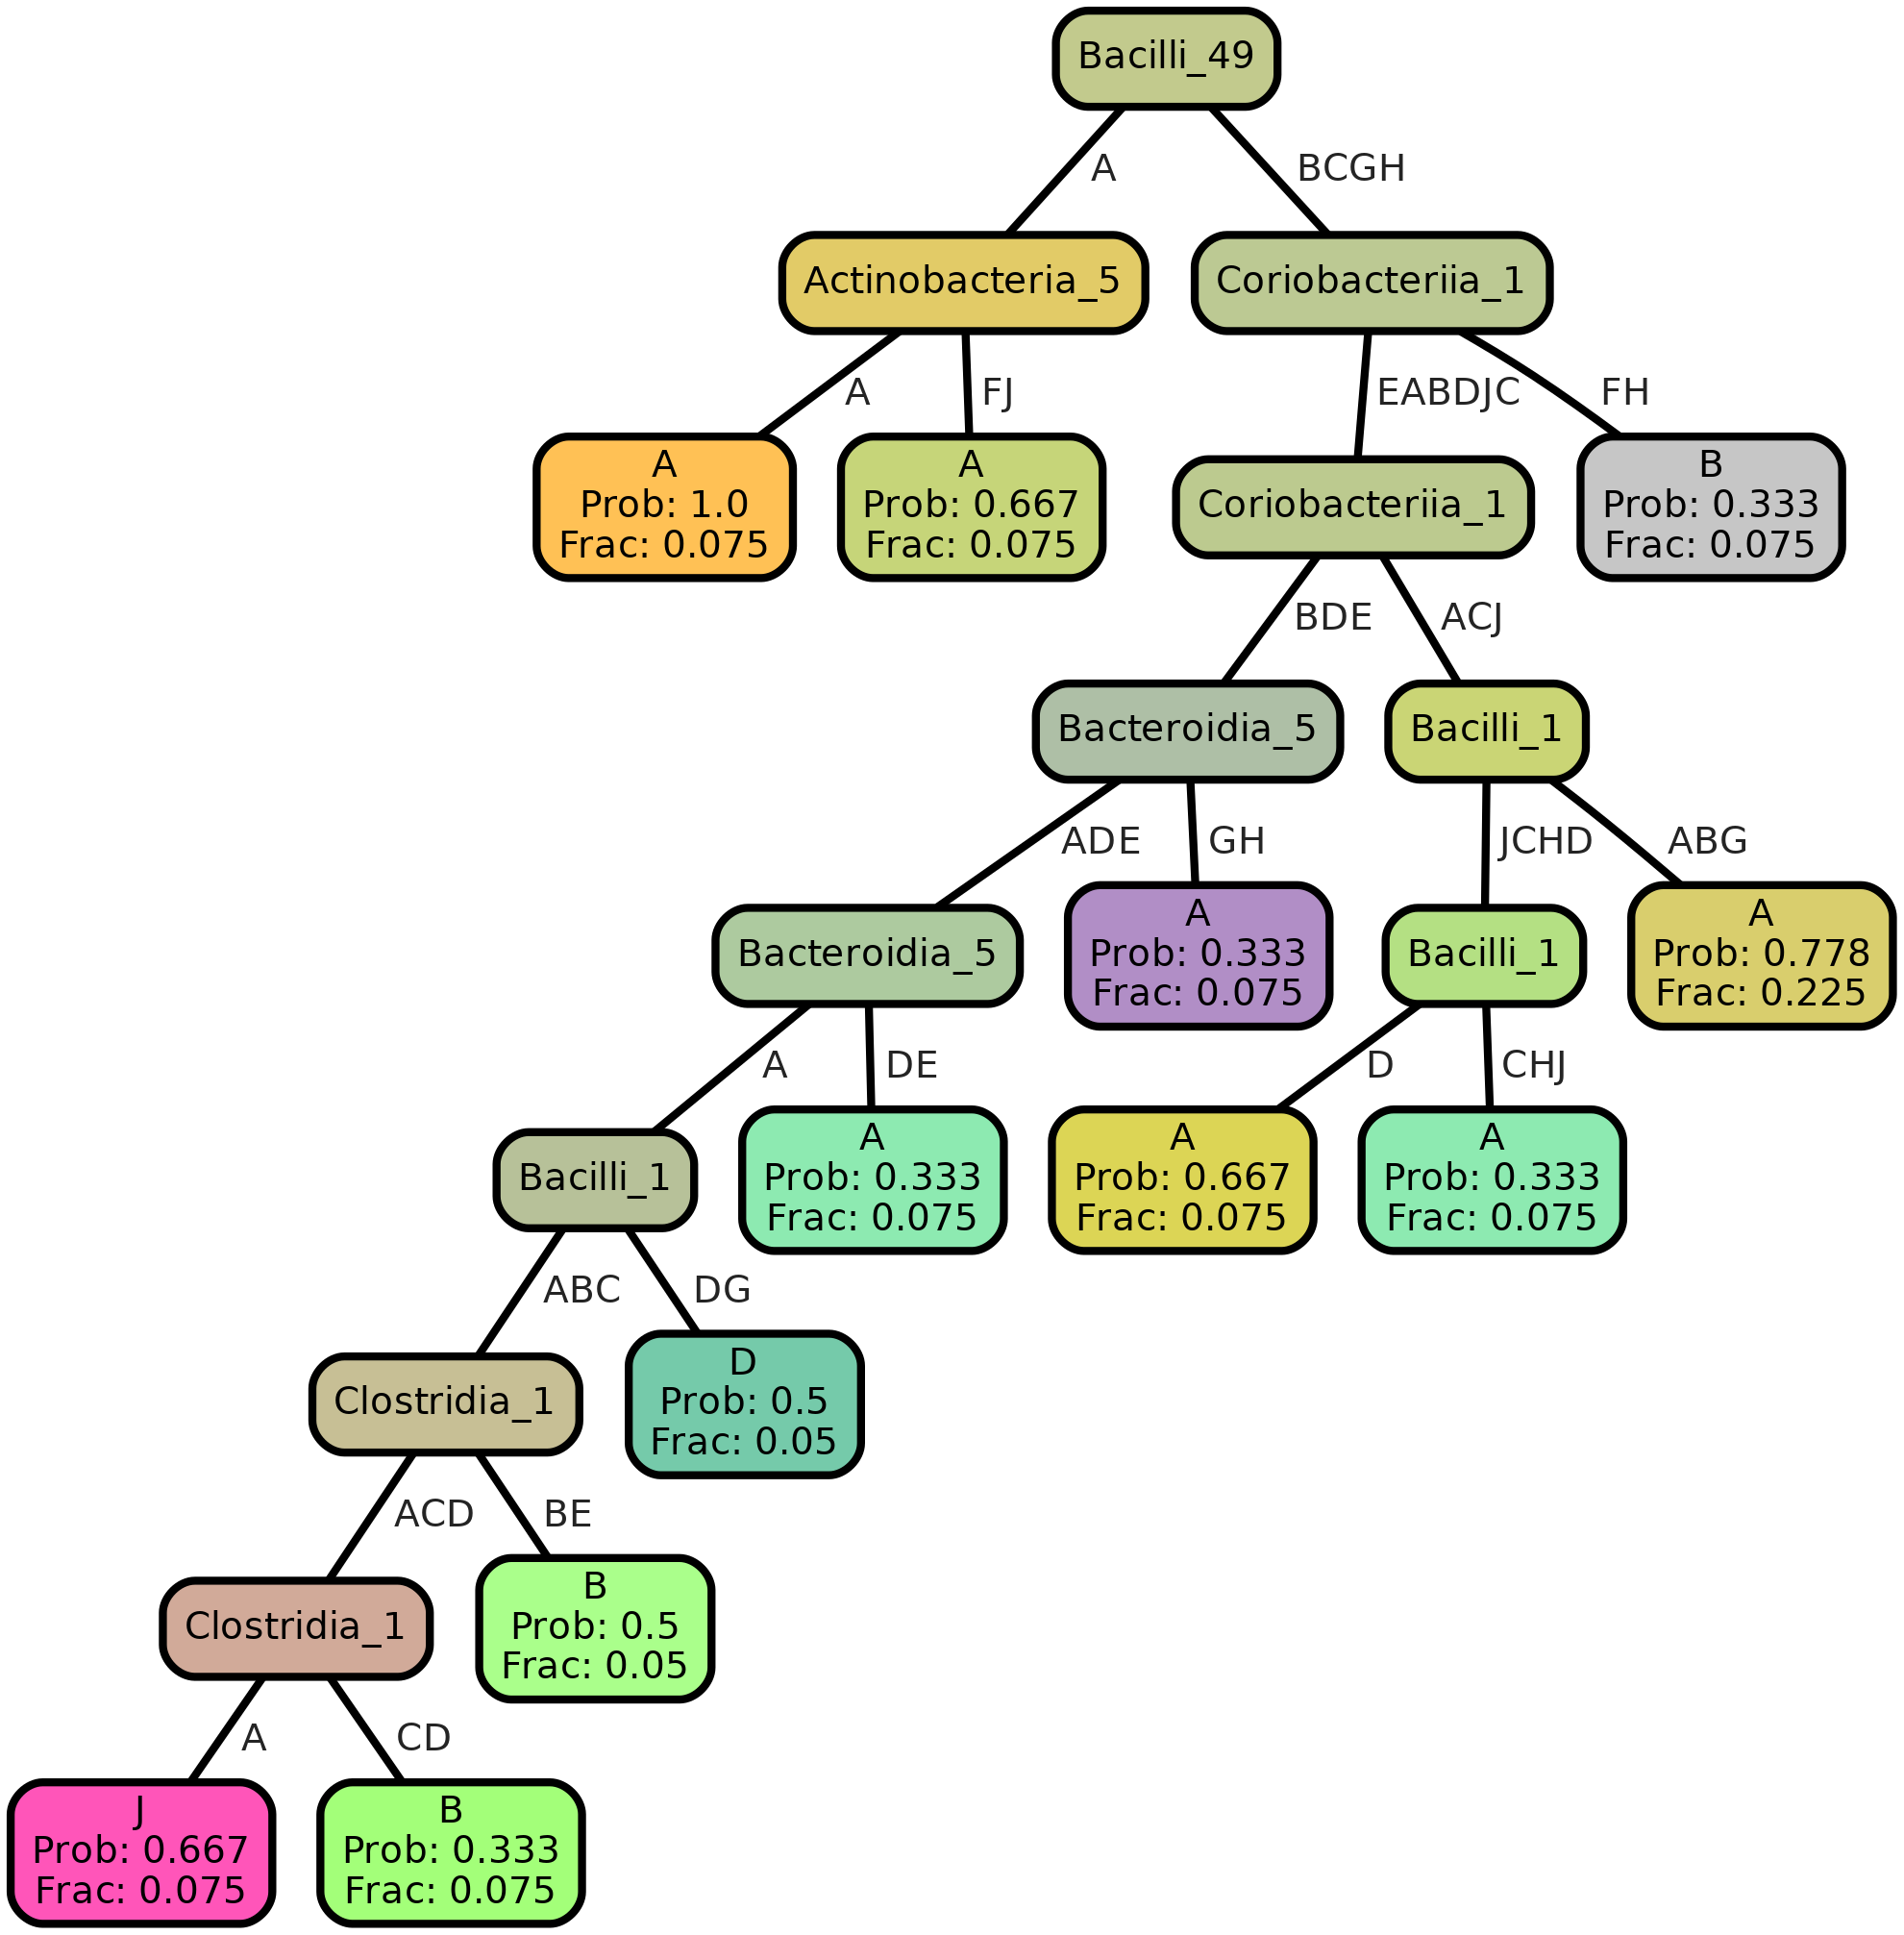 Bacilli_49
A
BCGH
Actinobacteria_5
Coriobacteriia_1
A
FJ
EABDJC
FH
A
Prob: 1.0
Frac: 0.075
A
Prob: 0.667
Frac: 0.075
Coriobacteriia_1
B
Prob: 0.333
Frac: 0.075
BDE
ACJ
Bacteroidia_5
Bacilli_1
ADE
GH
JCHD
ABG
Bacteroidia_5
A
Prob: 0.333
Frac: 0.075
Bacilli_1
A
Prob: 0.778
Frac: 0.225
A
DE
D
CHJ
Bacilli_1
A
Prob: 0.333
Frac: 0.075
A
Prob: 0.667
Frac: 0.075
A
Prob: 0.333
Frac: 0.075
ABC
DG
Clostridia_1
D
Prob: 0.5
Frac: 0.05
ACD
BE
Clostridia_1
B
Prob: 0.5
Frac: 0.05
A
CD
J
Prob: 0.667
Frac: 0.075
B
Prob: 0.333
Frac: 0.075